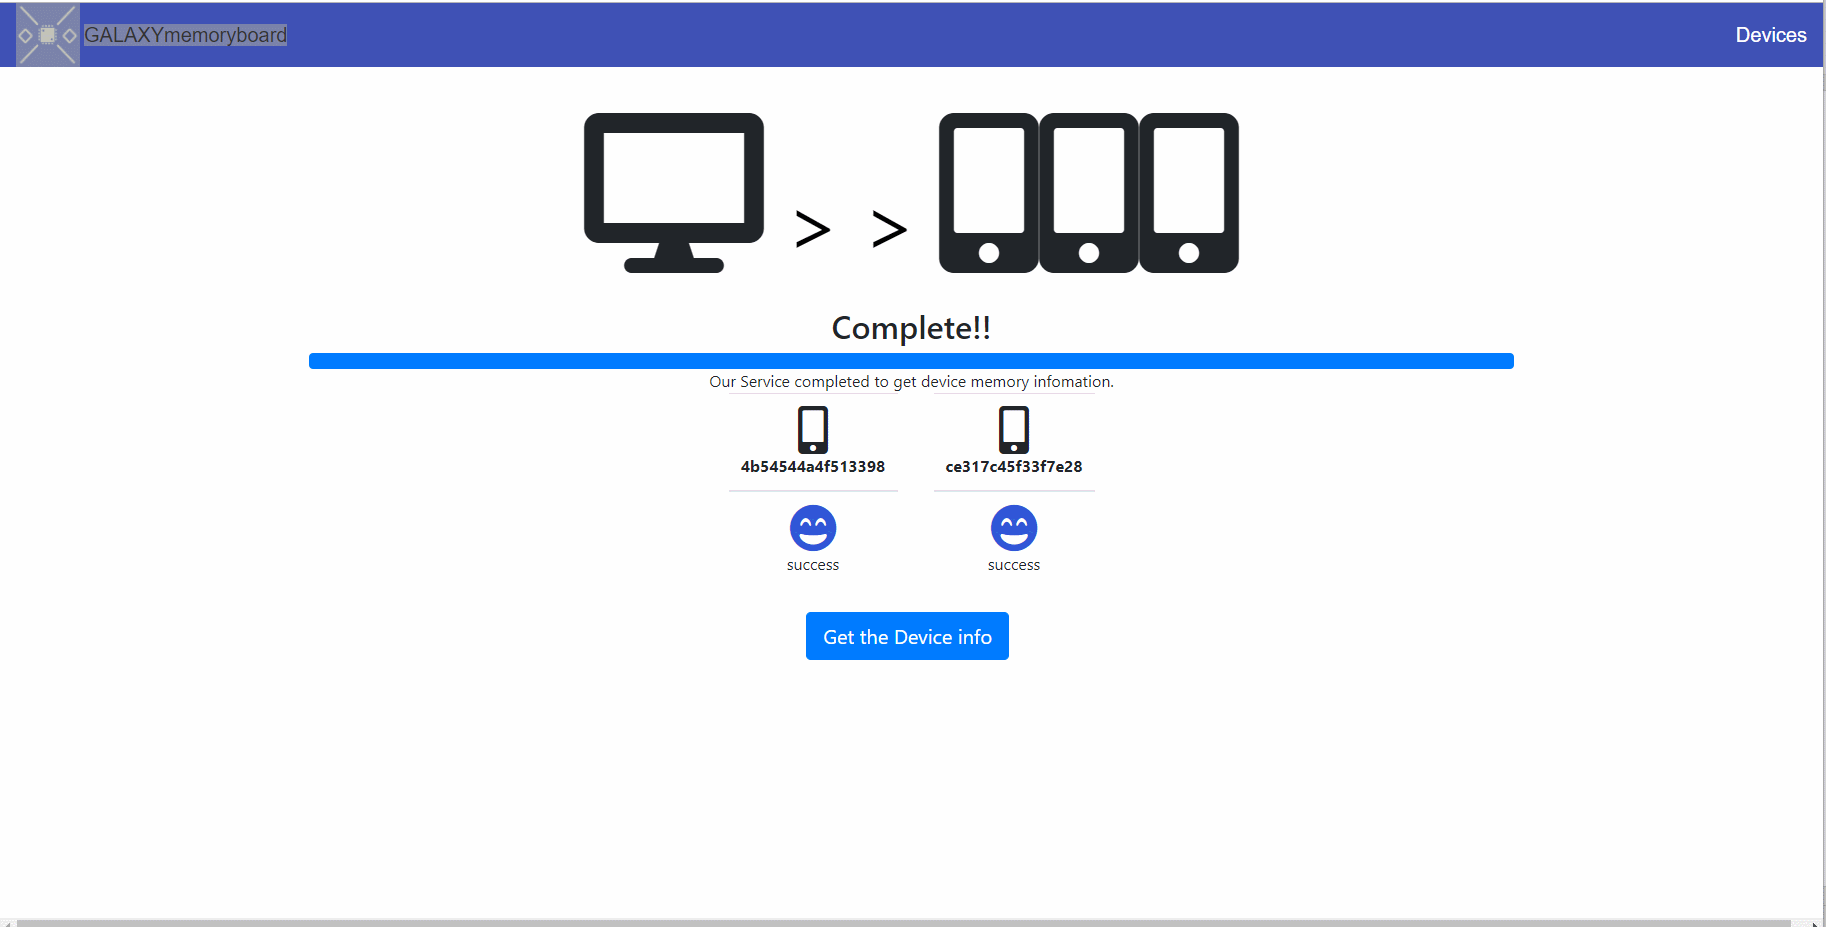 GALAXYmemoryboard
Devices
> >
Complete!!
Our Service completed to get device memory infomation.
4b54544a4f513398 ce317c45f33f7e28
success success
Get the Device info